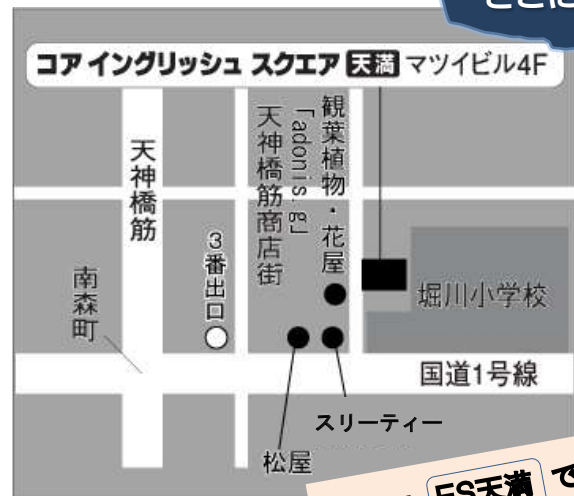 コア イングリッシュ スクエア 天満 マツイビル4F
天神橋筋
南森町
3番出口
天神橋筋商店街
「adonis.g」
観葉植物・花屋
堀川小学校
国道1号線
スリーティー
松屋
ES天満 で